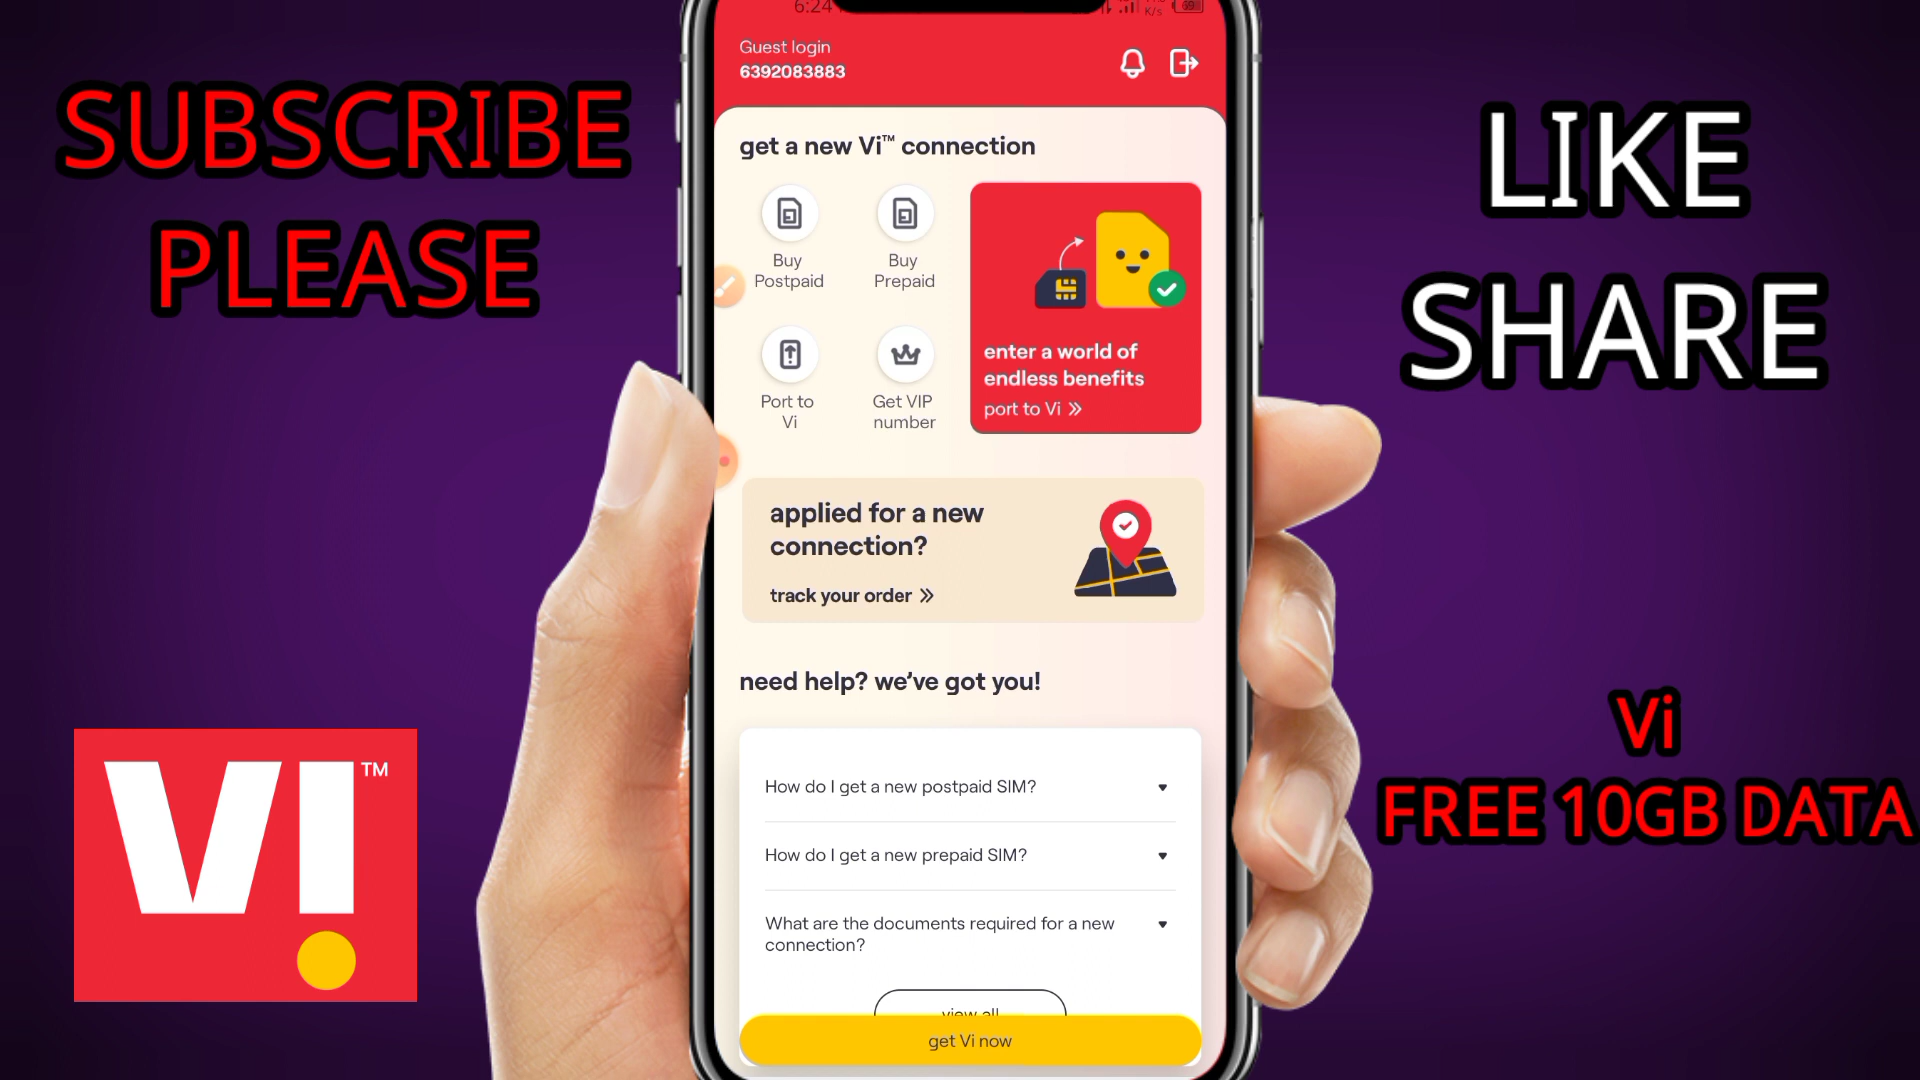 SUBSCRIBE
PLEASE
LIKE
SHARE
6:24
K/s
Guest login
6392083883
get a new Vi™ connection
Buy
Postpaid
Buy
Prepaid
Port to
Vi
Get VIP
number
enter a world of
endless benefits
port to Vi »
applied for a new
connection?
track your order »
need help? we've got you!
How do I get a new postpaid SIM?
How do I get a new prepaid SIM?
What are the documents required for a new
connection?
view all
get Vi now
VI™
Vi
FREE 10GB DATA